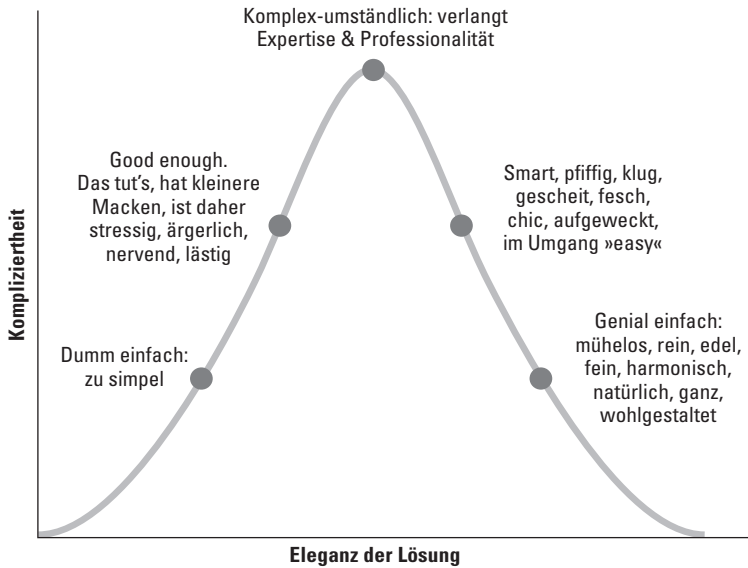 Komplex-umständlich: verlangt
Expertise & Professionalität
Good enough.
Das tut's, hat kleinere
Macken, ist daher
stressig, ärgerlich,
nervend, lästig
Smart, pfiffig, klug,
gescheit, fesch,
chic, aufgeweckt,
im Umgang »easy«
Dumm einfach:
zu simpel
Genial einfach:
mühelos, rein, edel,
fein, harmonisch,
natürlich, ganz,
wohlgestaltet
Kompliziertheit
Eleganz der Lösung